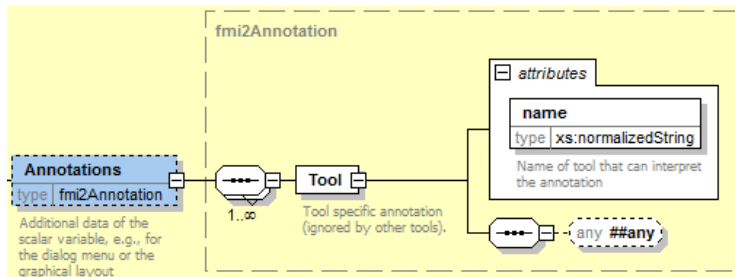 fmi2Annotation
attributes
name
type xs:normalizedString
Name of tool that can interpret
the annotation
Annotations
type fmi2Annotation
Additional data of the
scalar variable, e.g., for
the dialog menu or the
graphical layout
1..∞
Tool
Tool specific annotation
(ignored by other tools).
any ##any